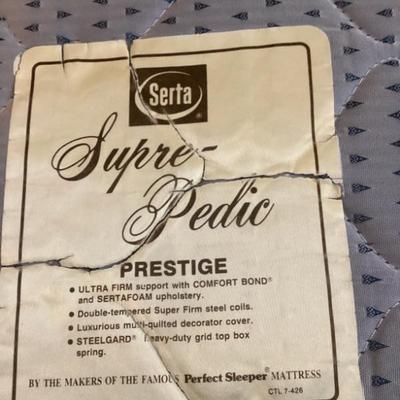 Serta®
Supre-
Pedic
PRESTIGE
• ULTRA FIRM support with COMFORT BOND®
and SERTAFOAM upholstery.
• Double-tempered Super Firm steel coils.
• Luxurious multi-quilted decorator cover.
• STEELGARD® heavy-duty grid top box
spring.
BY THE MAKERS OF THE FAMOUS Perfect Sleeper® MATTRESS
CTL 7-426